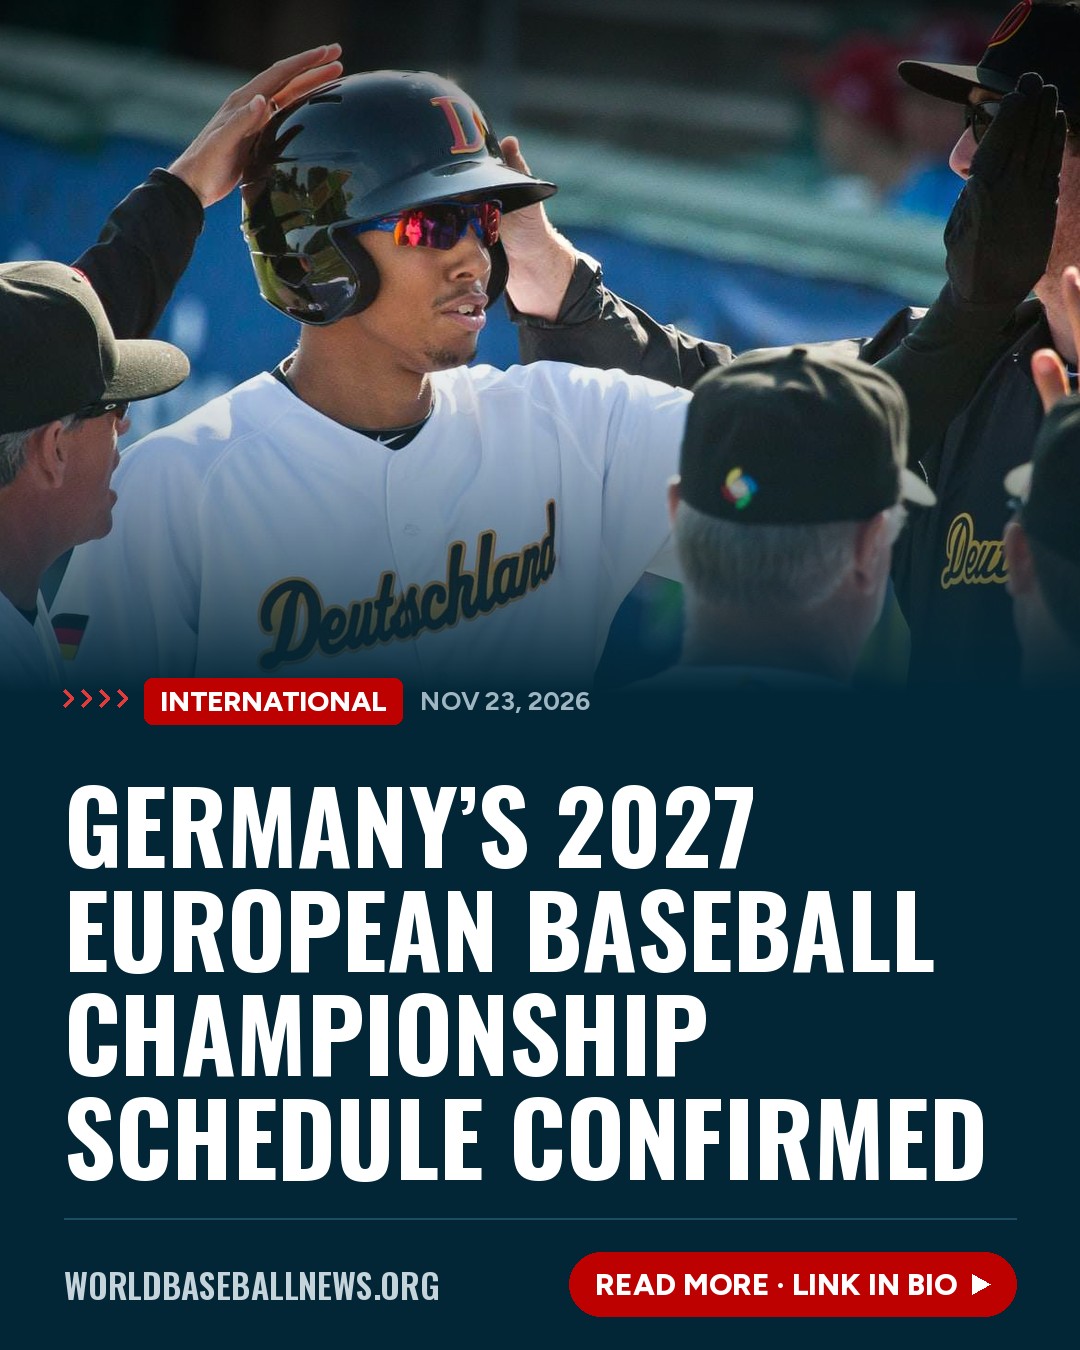 D
Deutschland
Deut
>>>> INTERNATIONAL NOV 23, 2026
GERMANY’S 2027
EUROPEAN BASEBALL
CHAMPIONSHIP
SCHEDULE CONFIRMED
WORLDBASEBALLNEWS.ORG
READ MORE · LINK IN BIO ▶